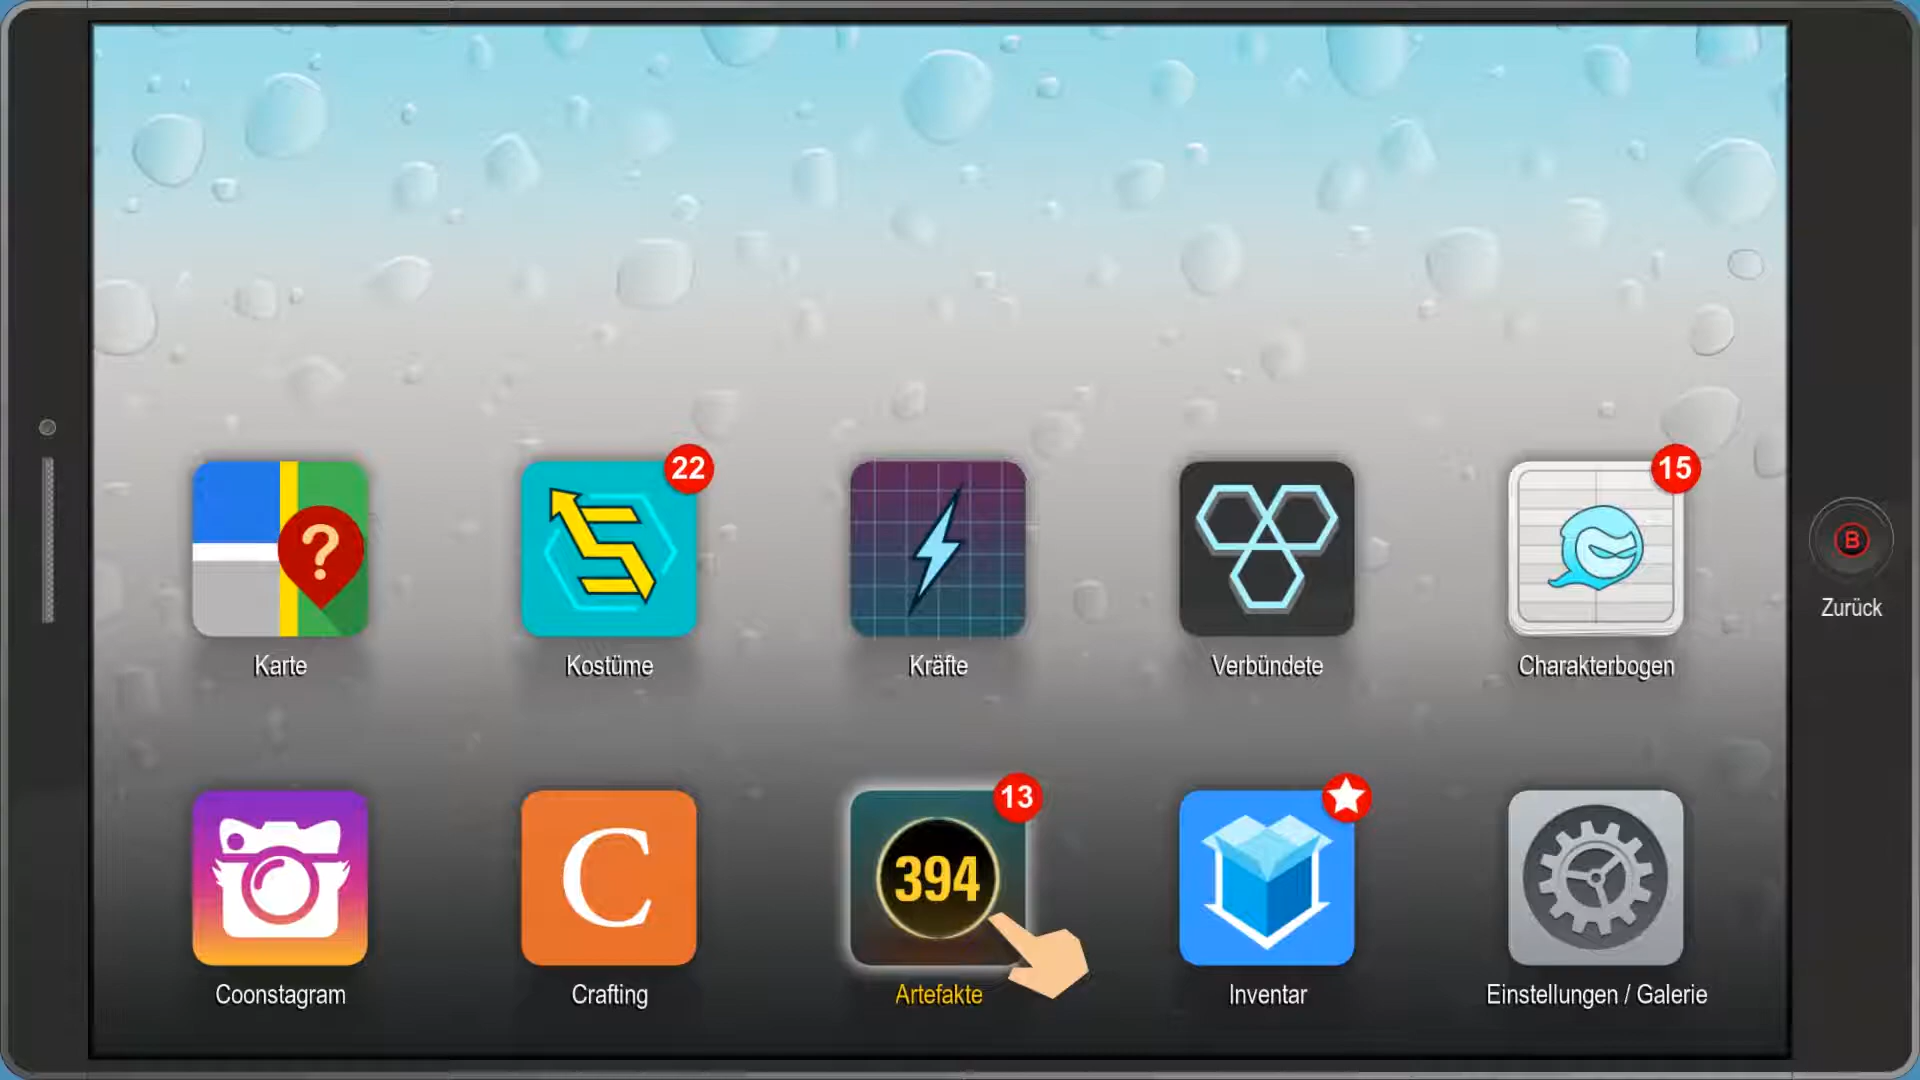 22
15
?
B
Zurück
Karte
Kostüme
Kräfte
Verbündete
Charakterbogen
13
C
394
Coonstagram
Crafting
Artefakte
Inventar
Einstellungen / Galerie